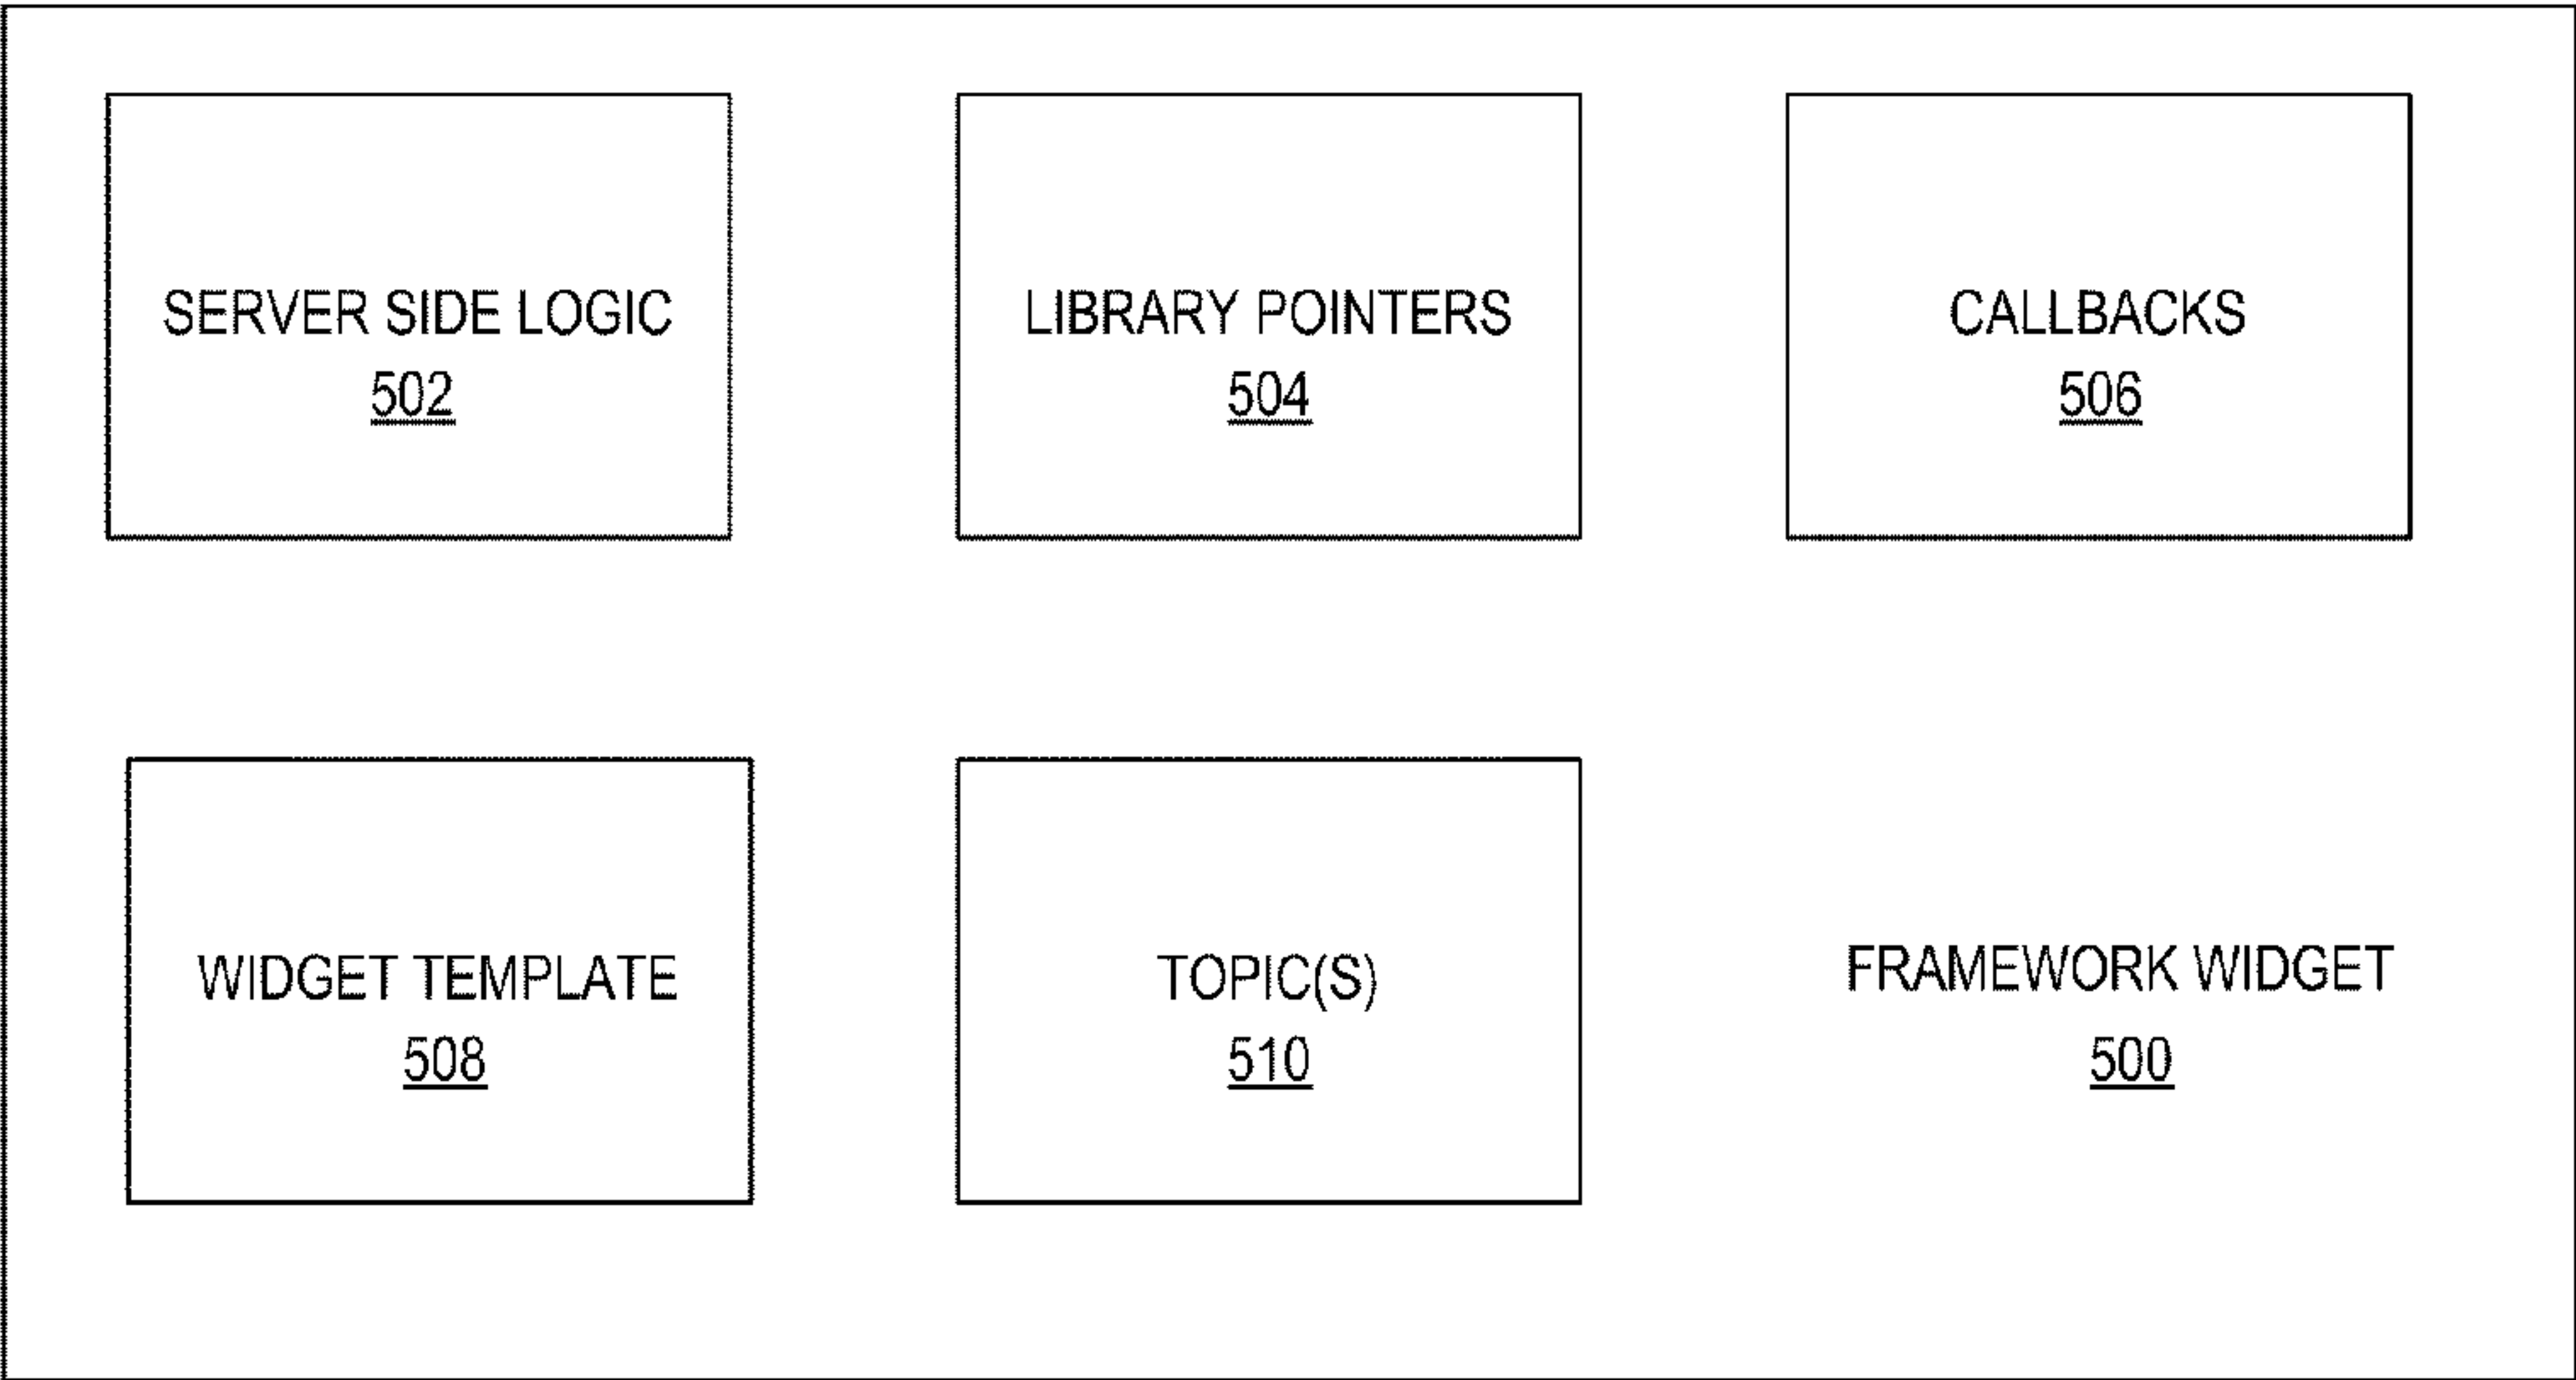 SERVER SIDE LOGIC
502
LIBRARY POINTERS
504
CALLBACKS
506
WIDGET TEMPLATE
508
TOPIC(S)
510
FRAMEWORK WIDGET
500